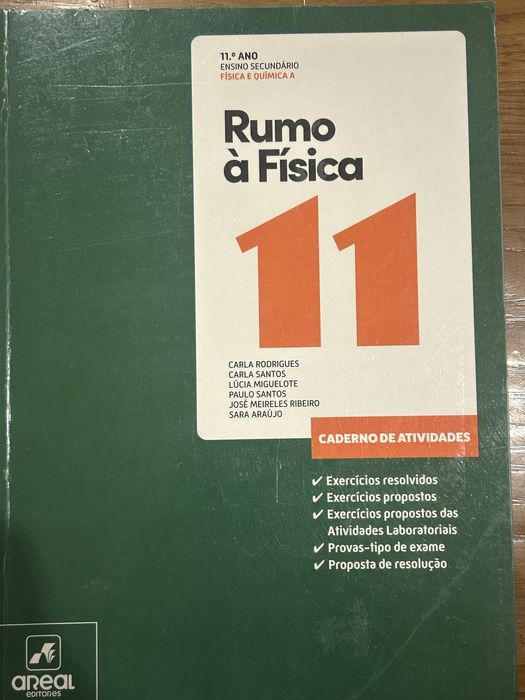 11.º ANO
ENSINO SECUNDÁRIO
FÍSICA E QUÍMICA A
Rumo
à Física
11
CARLA RODRIGUES
CARLA SANTOS
LÚCIA MIGUELOTE
PAULO SANTOS
JOSÉ MEIRELES RIBEIRO
SARA ARAÚJO
CADERNO DE ATIVIDADES
✔ Exercícios resolvidos
✔ Exercícios propostos
✔ Exercícios propostos das
Atividades Laboratoriais
✔ Provas-tipo de exame
✔ Proposta de resolução
areal
EDITORES